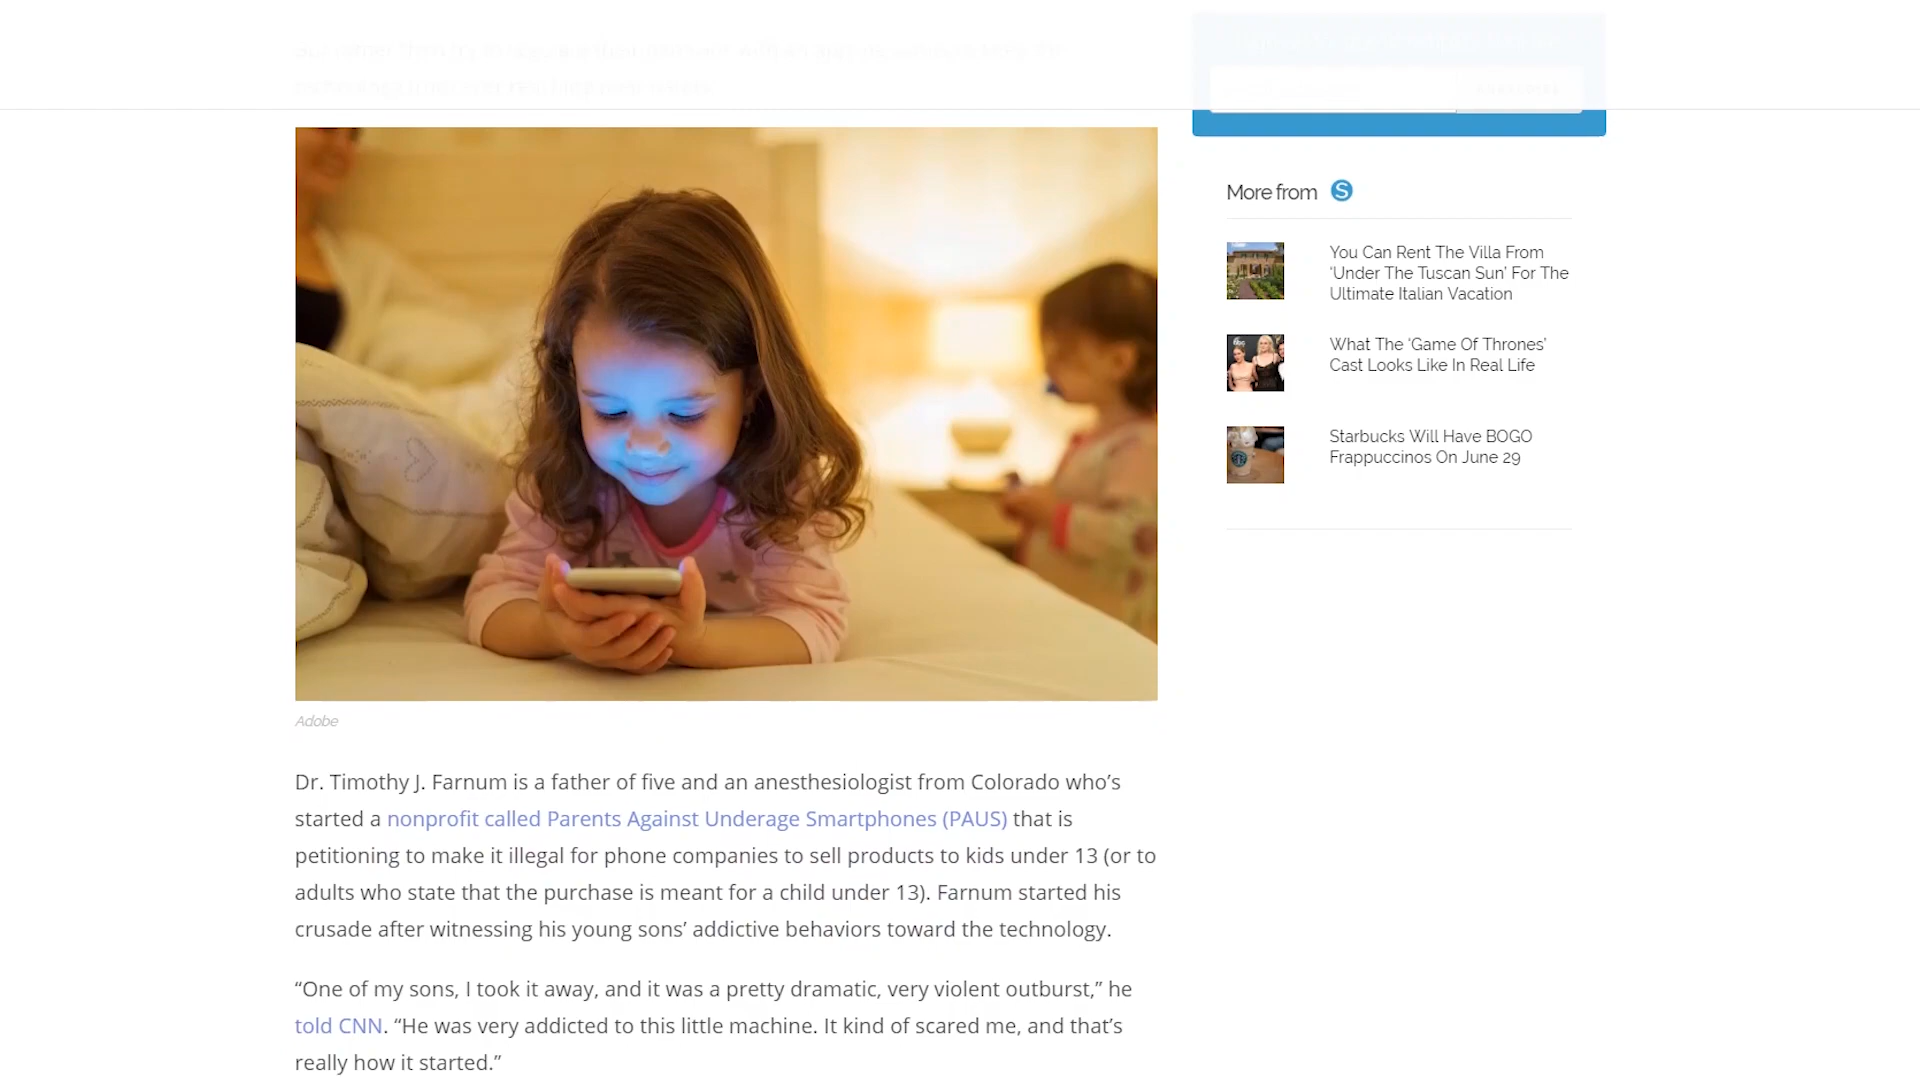 More from S
You Can Rent The Villa From
‘Under The Tuscan Sun’ For The
Ultimate Italian Vacation
What The ‘Game Of Thrones’
Cast Looks Like In Real Life
Starbucks Will Have BOGO
Frappuccinos On June 29
Adobe
Dr. Timothy J. Farnum is a father of five and an anesthesiologist from Colorado who’s
started a nonprofit called Parents Against Underage Smartphones (PAUS) that is
petitioning to make it illegal for phone companies to sell products to kids under 13 (or to
adults who state that the purchase is meant for a child under 13). Farnum started his
crusade after witnessing his young sons’ addictive behaviors toward the technology.
“One of my sons, I took it away, and it was a pretty dramatic, very violent outburst,” he
told CNN. “He was very addicted to this little machine. It kind of scared me, and that’s
really how it started.”